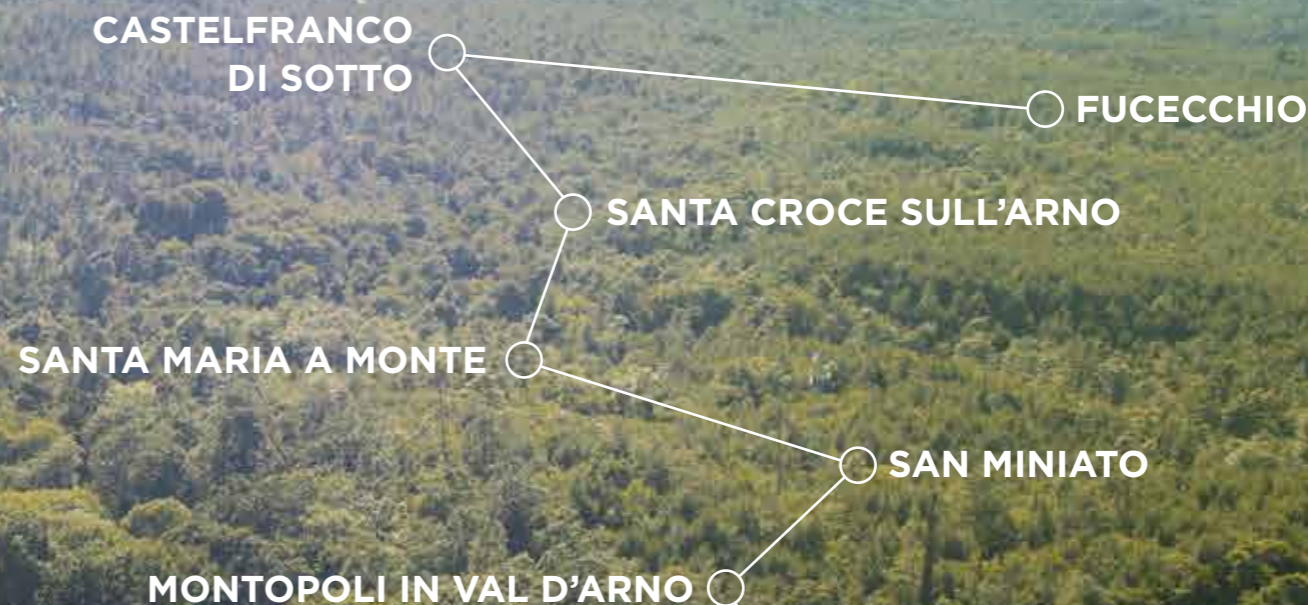 CASTELFRANCO
DI SOTTO
FUCECCHIO
SANTA CROCE SULL’ARNO
SANTA MARIA A MONTE
SAN MINIATO
MONTOPOLI IN VAL D’ARNO